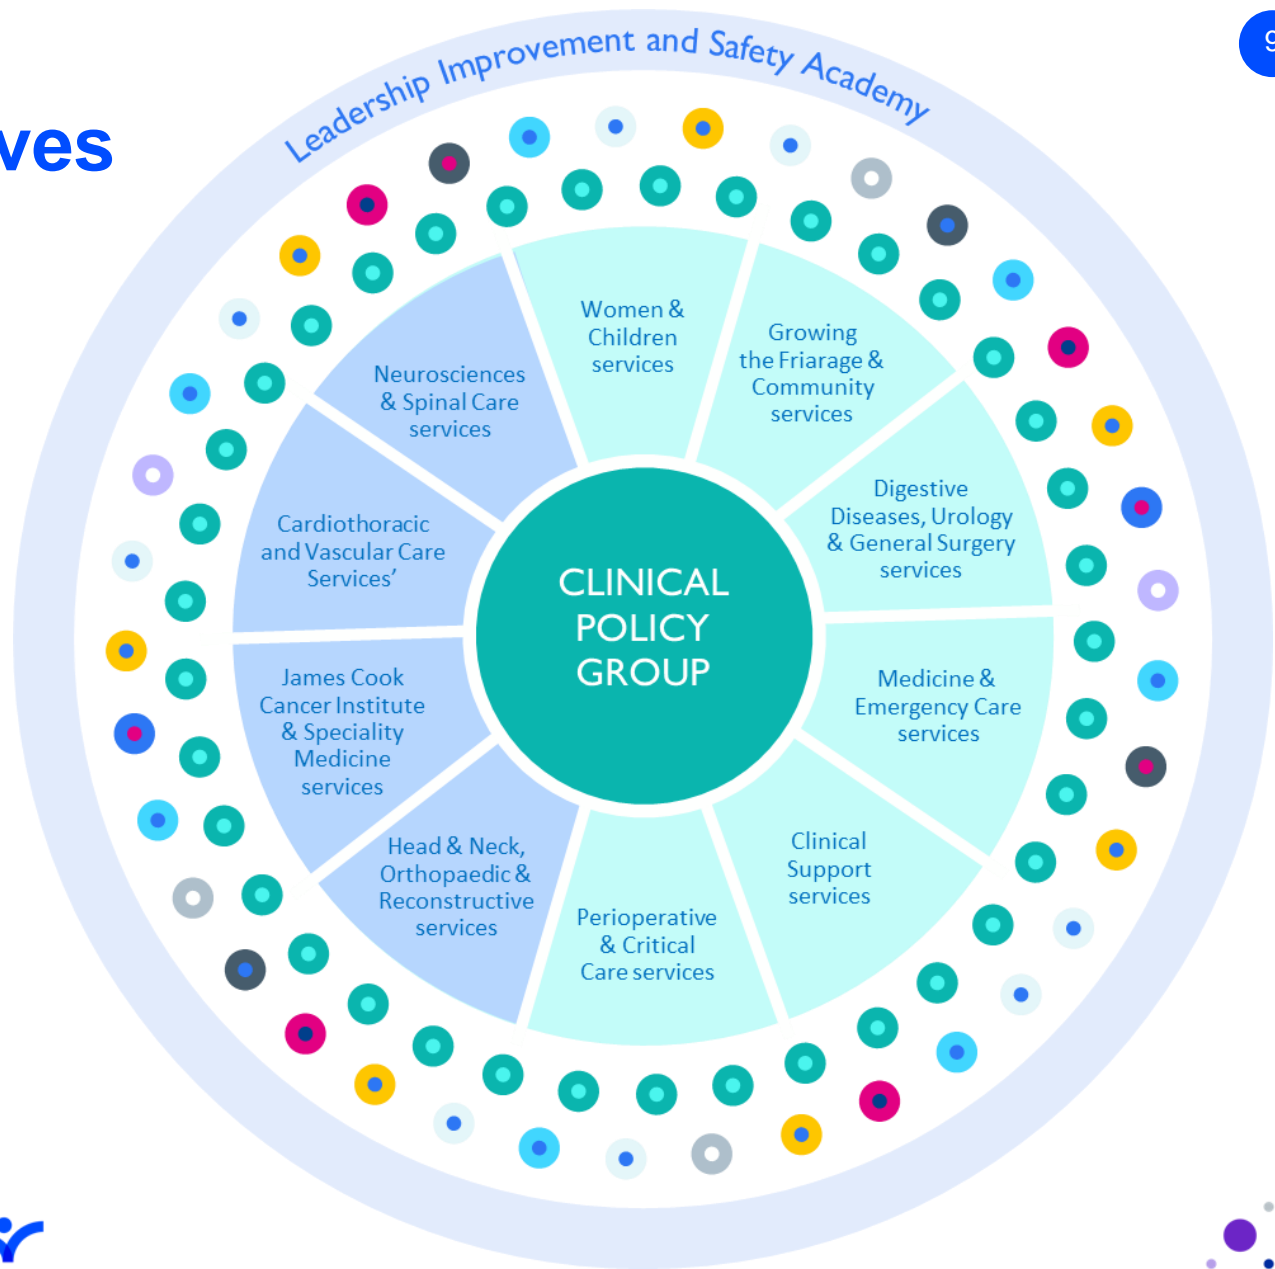 Leadership Improvement and Safety Academy
9
ves
Women &
Children
services
Growing
the Friarage &
Community
services
Digestive
Diseases, Urology
& General Surgery
services
Medicine &
Emergency Care
services
Clinical
Support
services
Perioperative
& Critical
Care services
Head & Neck,
Orthopaedic &
Reconstructive
services
James Cook
Cancer Institute
& Speciality
Medicine
services
Cardiothoracic
and Vascular Care
Services’
Neurosciences
& Spinal Care
services
CLINICAL
POLICY
GROUP